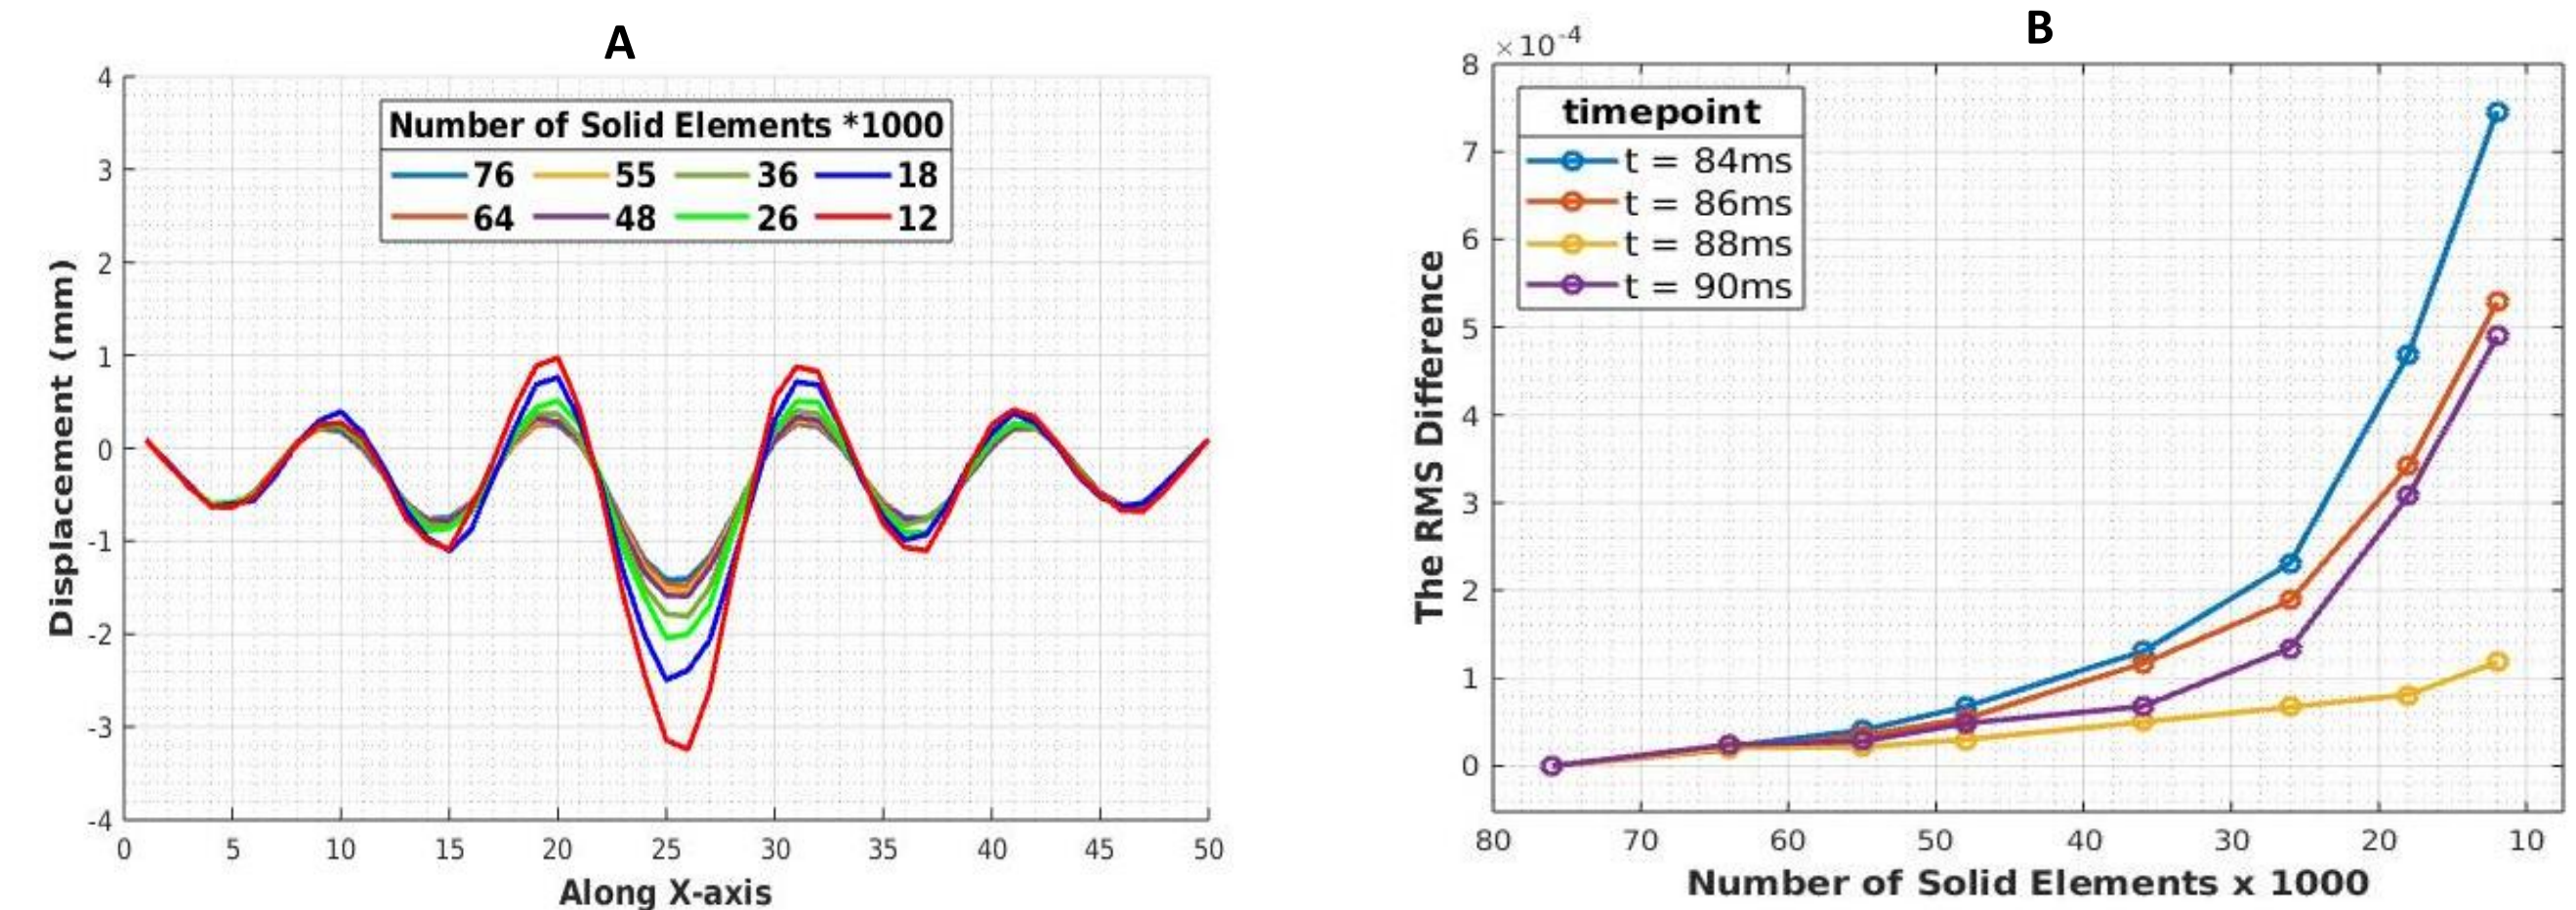 A
4
3
2
1
0
-1
-2
-3
-4
Displacement (mm)
Number of Solid Elements *1000
76 55 36 18
64 48 26 12
0 5 10 15 20 25 30 35 40 45 50
Along X-axis
B
×10-4
8
7
6
5
4
3
2
1
0
The RMS Difference
timepoint
t = 84ms
t = 86ms
t = 88ms
t = 90ms
80 70 60 50 40 30 20 10
Number of Solid Elements x 1000